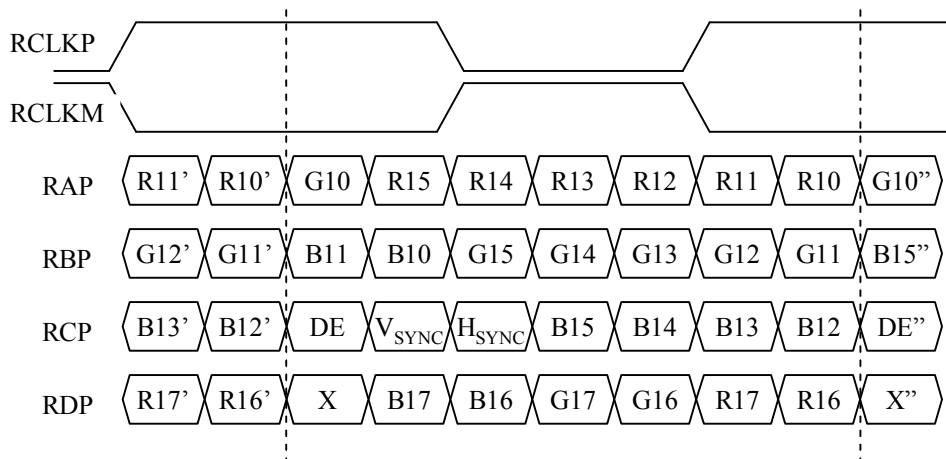 RCLKP
RCLKM
RAP R11’ R10’ G10 R15 R14 R13 R12 R11 R10 G10”
RBP G12’ G11’ B11 B10 G15 G14 G13 G12 G11 B15”
RCP B13’ B12’ DE VSYNC HSYNC B15 B14 B13 B12 DE”
RDP R17’ R16’ X B17 B16 G17 G16 R17 R16 X”